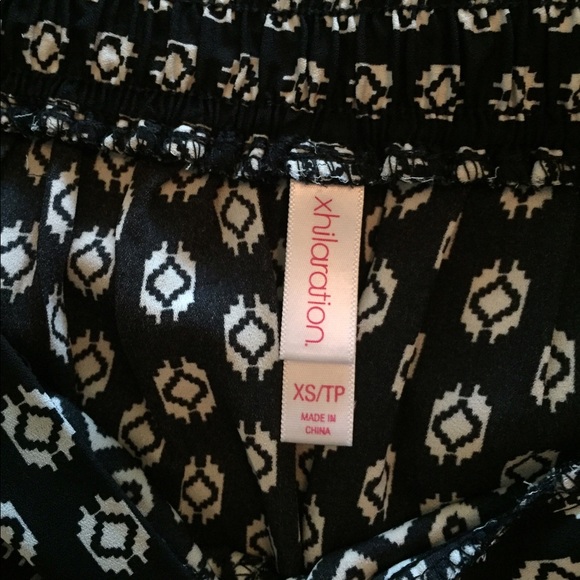 xhilaration.
XS/TP
MADE IN
CHINA